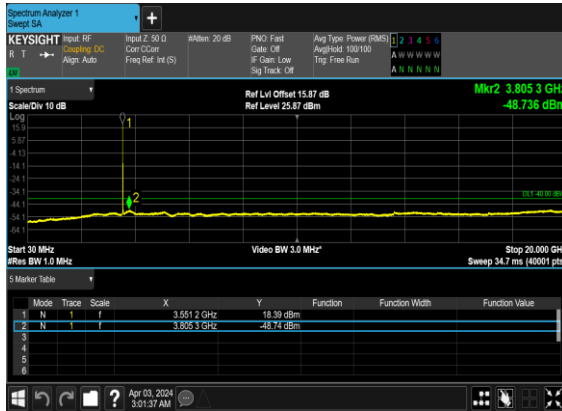 Spectrum Analyzer 1
Swept SA
+
KEYSIGHT Input: RF Input Z: 50 Ω #Atten: 20 dB PNO: Fast Avg Type: Power (RMS) 1 2 3 4 5 6
R T Coupling: DC Corr CCorr Gate: Off Avg|Hold: 100/100 A W W W W W
Align: Auto Freq Ref: Int (S) IF Gain: Low Trig: Free Run
Sig Track: Off A N N N N N
1 Spectrum
Ref Lvl Offset 15.87 dB Mkr2 3.805 3 GHz
Scale/Div 10 dB Ref Level 25.87 dBm -48.736 dBm
Log
1
15.9
5.87
-4.13
-14.1
-24.1
-34.1
DL1 -40.00 dBm
2
-44.1
-54.1
-64.1
Start 30 MHz Video BW 3.0 MHz* Stop 20.000 GHz
#Res BW 1.0 MHz Sweep 34.7 ms (40001 pts)
5 Marker Table
Mode Trace Scale X Y Function Function Width Function Value
1 N 1 f 3.551 2 GHz 18.39 dBm
2 N 1 f 3.805 3 GHz -48.74 dBm
3
4
5
6
? Apr 03, 2024
3:01:37 AM